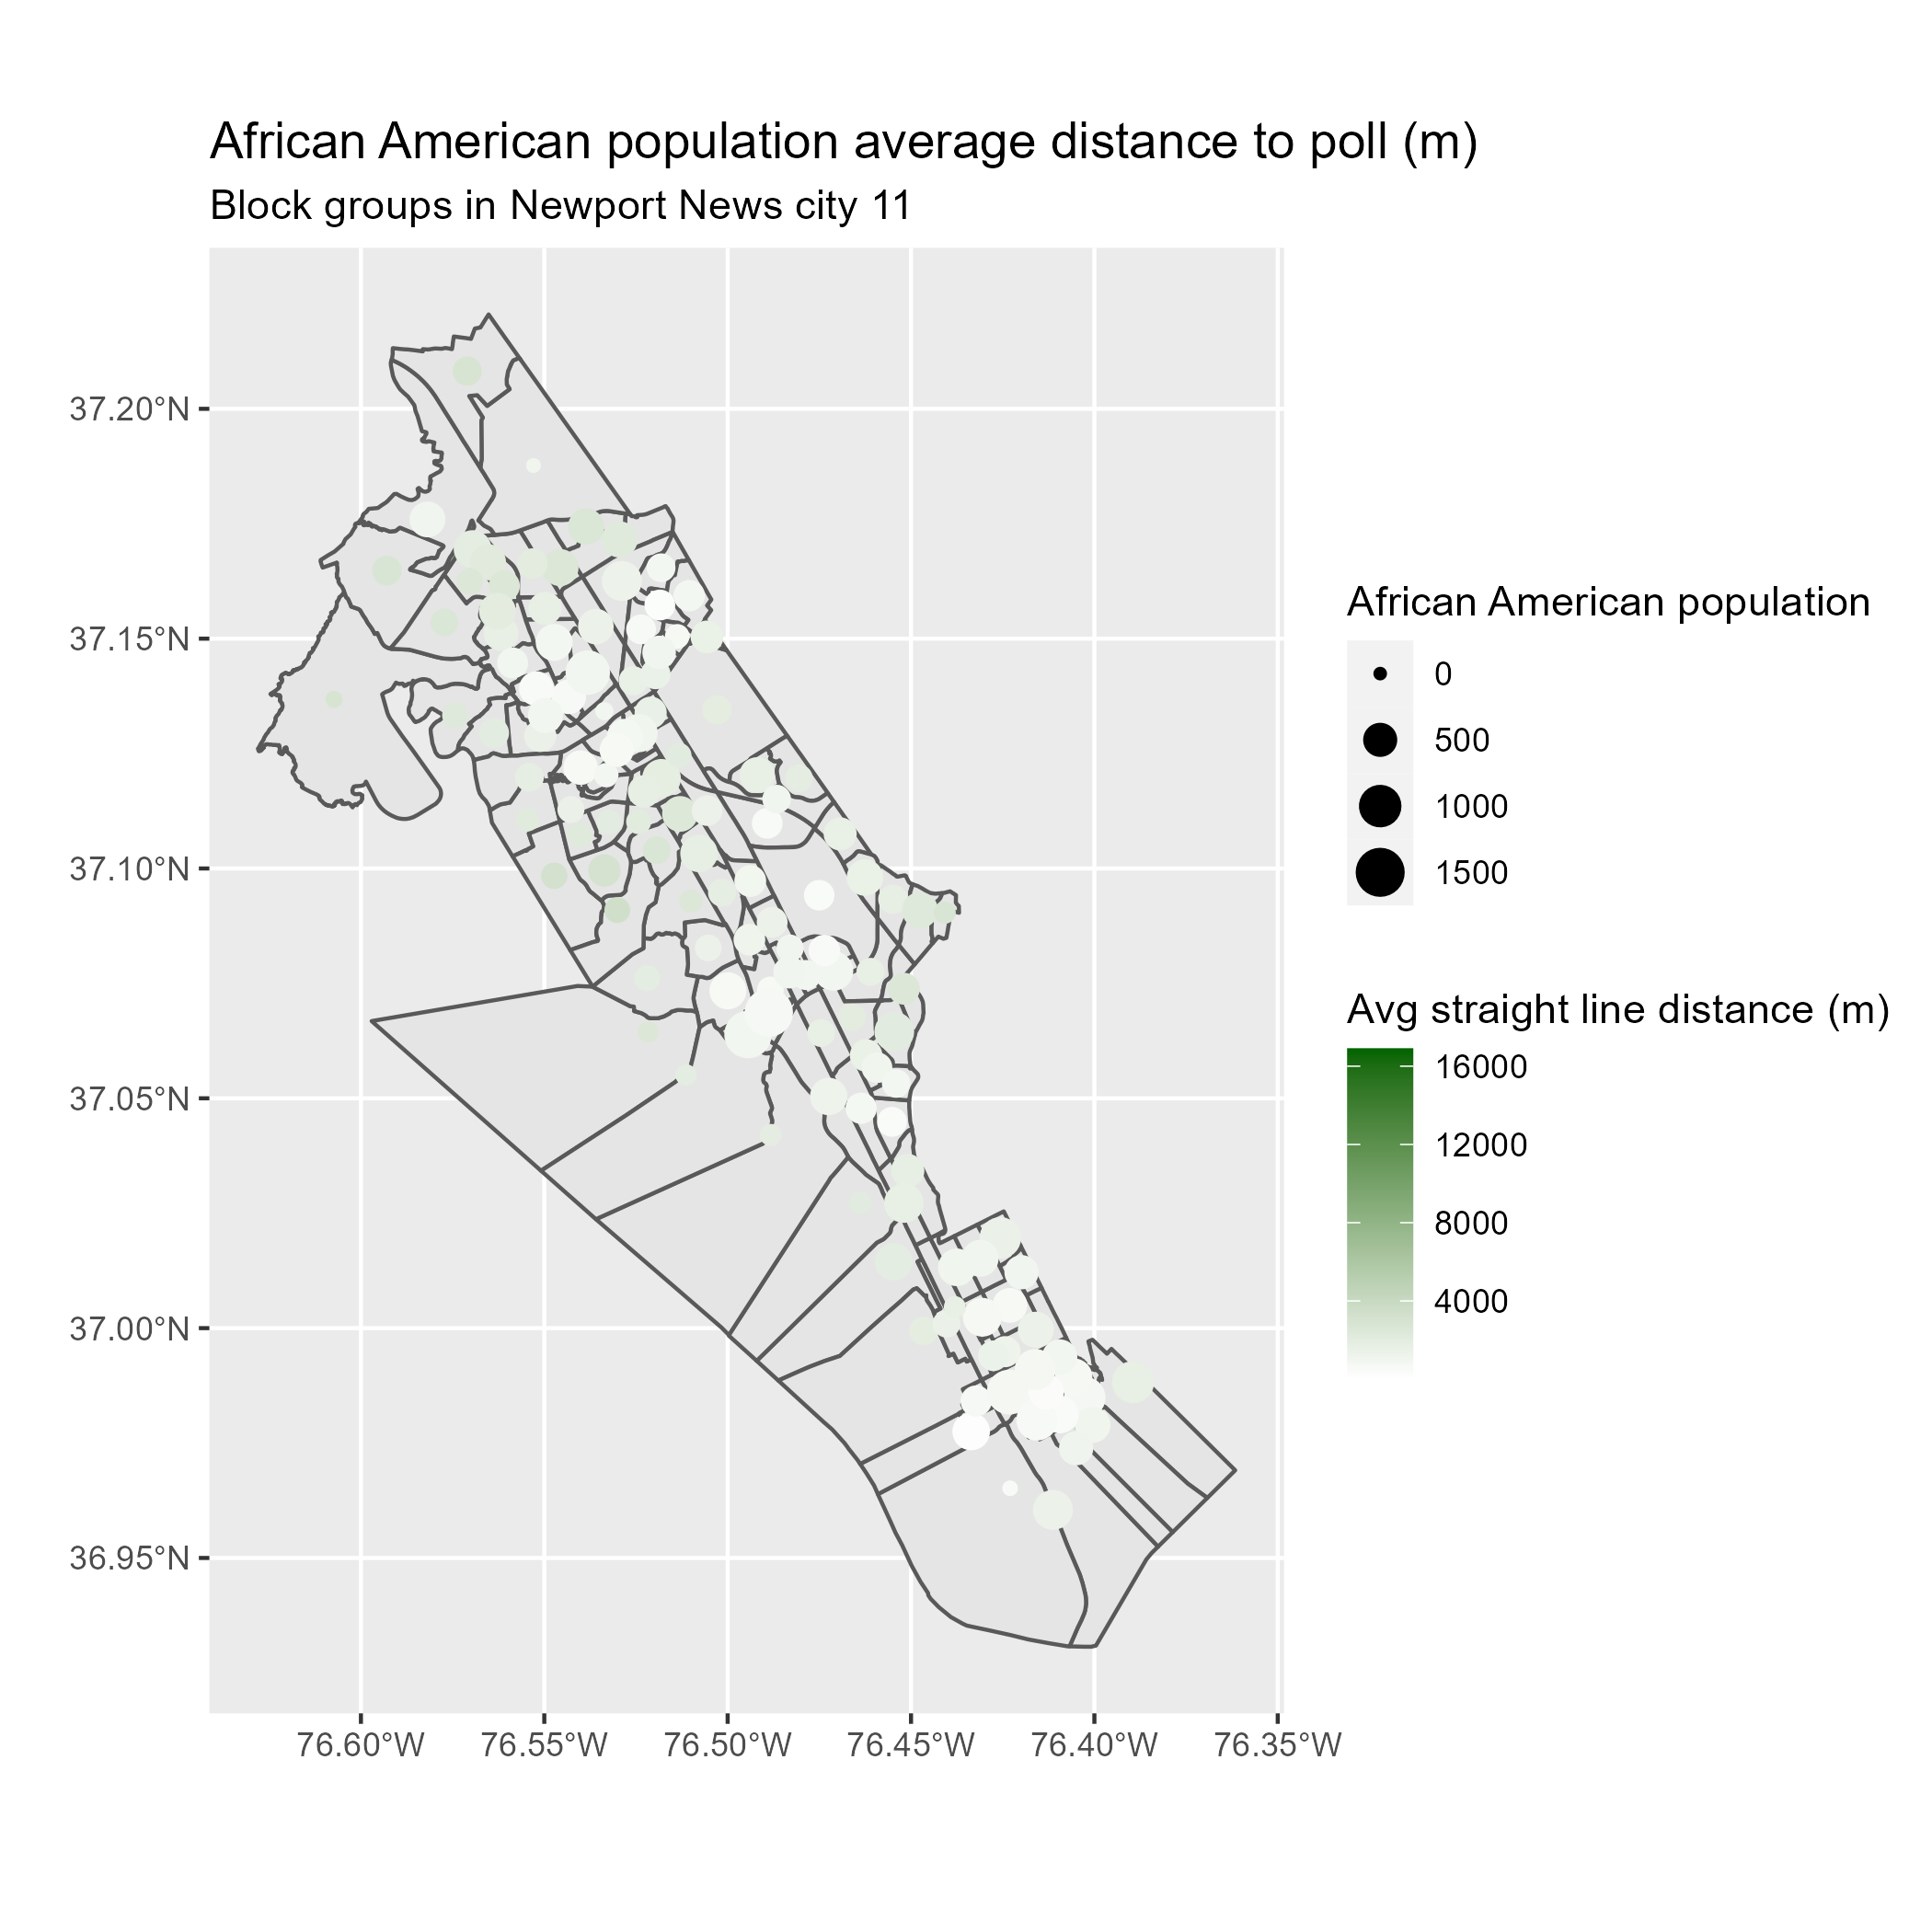 African American population average distance to poll (m)
Block groups in Newport News city 11
37.20°N
37.15°N
37.10°N
37.05°N
37.00°N
36.95°N
76.60°W 76.55°W 76.50°W 76.45°W 76.40°W 76.35°W
African American population
0
500
1000
1500
Avg straight line distance (m)
16000
12000
8000
4000